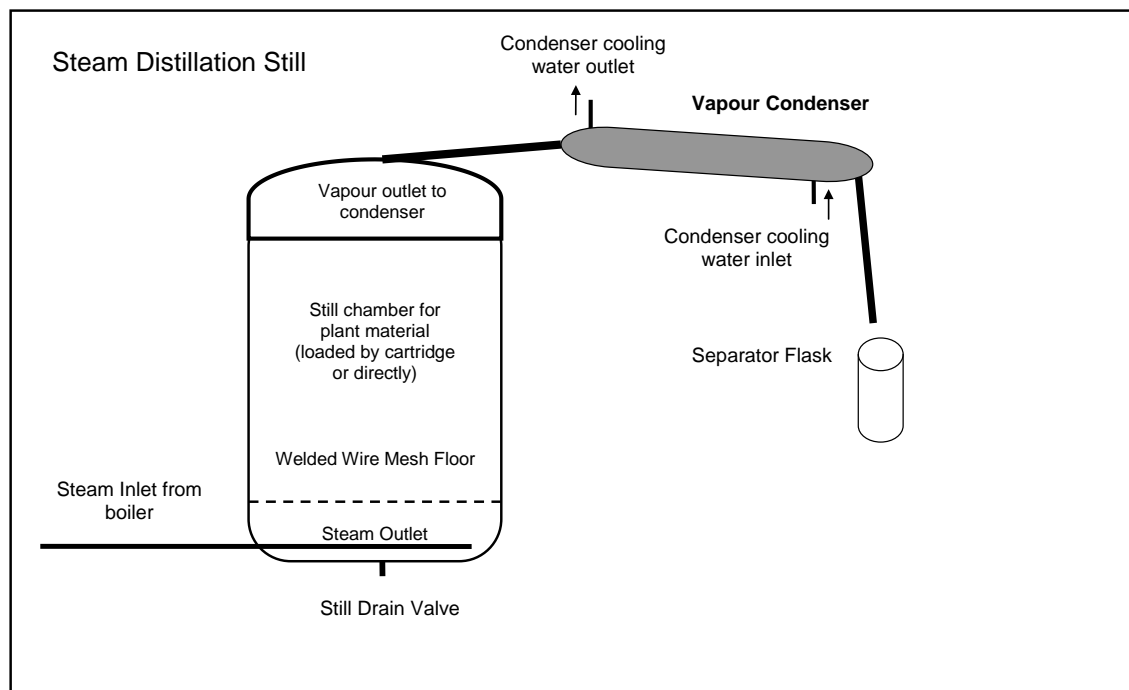 Steam Distillation Still
Condenser cooling
water outlet
Vapour Condenser
Vapour outlet to
condenser
Condenser cooling
water inlet
Still chamber for
plant material
(loaded by cartridge
or directly)
Separator Flask
Welded Wire Mesh Floor
Steam Inlet from
boiler
Steam Outlet
Still Drain Valve